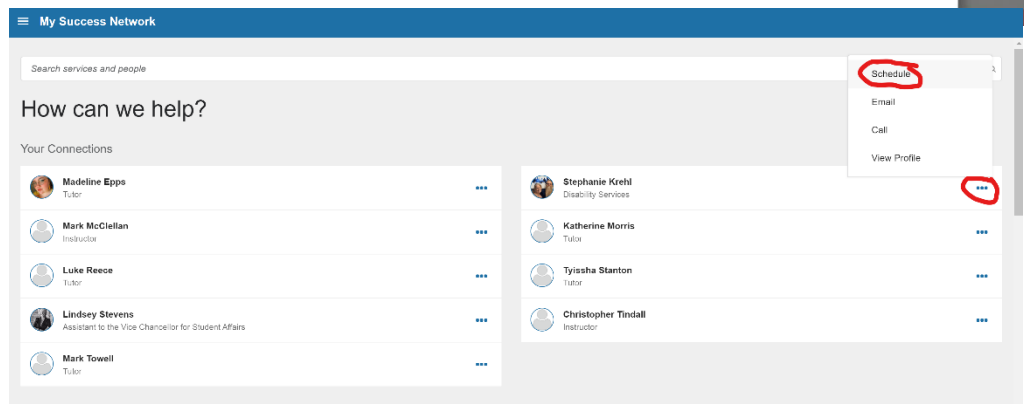 My Success Network
Search services and people
Schedule
Email
Call
View Profile
How can we help?
Your Connections
Madeline Epps
Tutor
Stephanie Krehl
Disability Services
Mark McClellan
Instructor
Katherine Morris
Tutor
Luke Reece
Tutor
Tyissha Stanton
Tutor
Lindsey Stevens
Assistant to the Vice Chancellor for Student Affairs
Christopher Tindall
Instructor
Mark Towell
Tutor